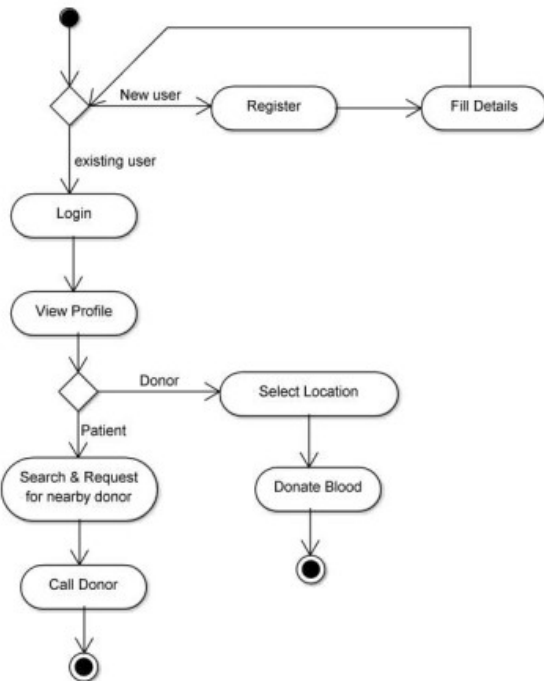 New user
Register
Fill Details
existing user
Login
View Profile
Donor
Select Location
Patient
Search & Request
for nearby donor
Donate Blood
Call Donor